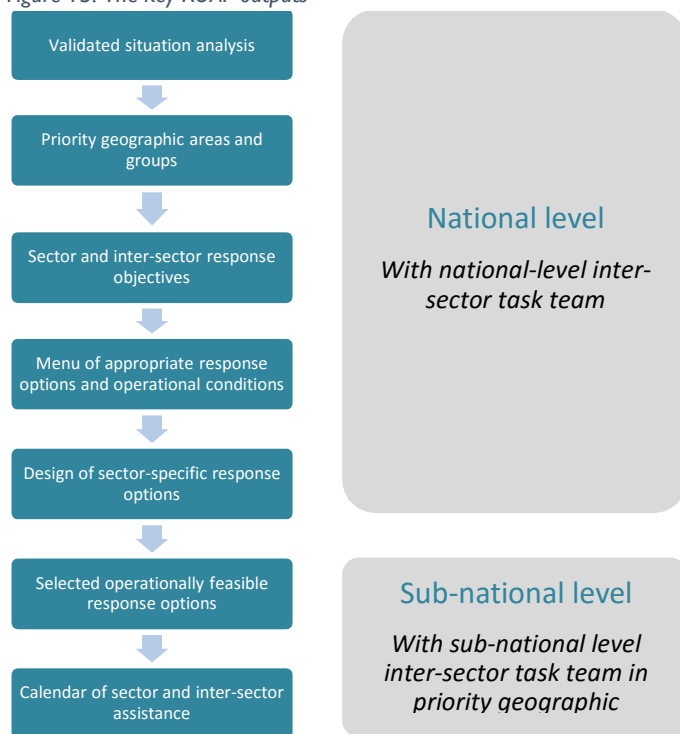 Validated situation analysis
Priority geographic areas and
groups
Sector and inter-sector response
objectives
Menu of appropriate response
options and operational conditions
Design of sector-specific response
options
Selected operationally feasible
response options
Calendar of sector and inter-sector
assistance
National level
With national-level inter-
sector task team
Sub-national level
With sub-national level
inter-sector task team in
priority geographic